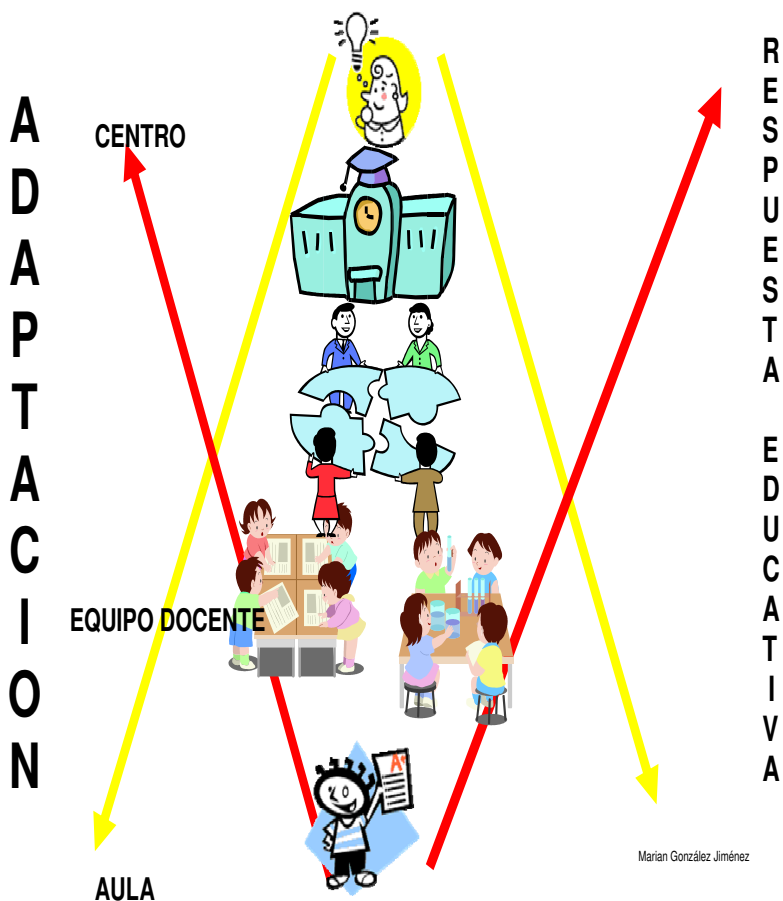 ADAPTACION
CENTRO
EQUIPO DOCENTE
AULA
A+
RESPUESTA EDUCATIVA
Marian González Jiménez